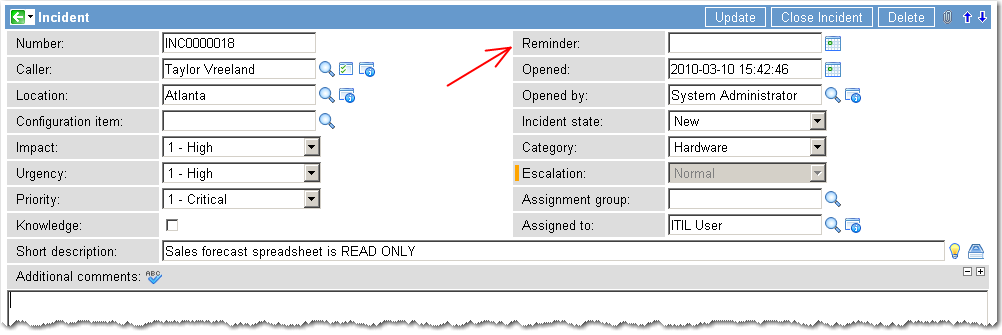 Incident Update Close Incident Delete
Number: INC0000018 Reminder:
Caller: Taylor Vreeland Opened: 2010-03-10 15:42:46
Location: Atlanta Opened by: System Administrator
Configuration item: Incident state: New
Impact: 1 - High Category: Hardware
Urgency: 1 - High Escalation: Normal
Priority: 1 - Critical Assignment group:
Knowledge: Assigned to: ITIL User
Short description: Sales forecast spreadsheet is READ ONLY
Additional comments: ABC